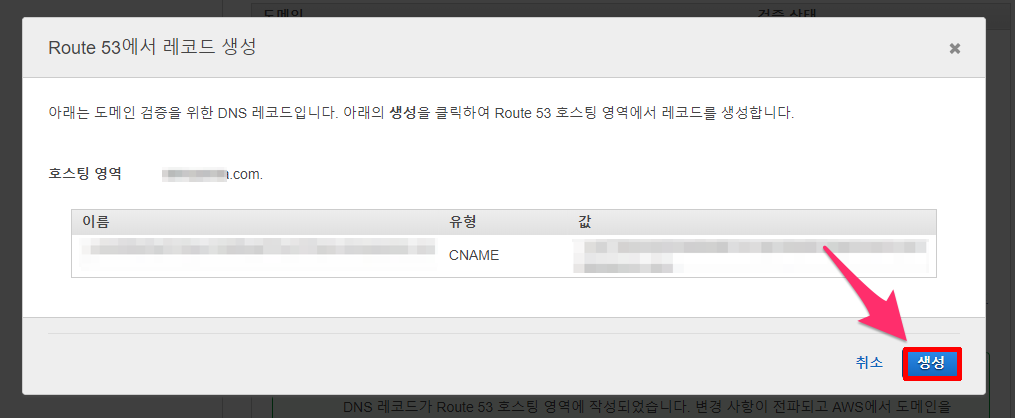 도메인 검증 상태
Route 53에서 레코드 생성
아래는 도메인 검증을 위한 DNS 레코드입니다. 아래의 생성을 클릭하여 Route 53 호스팅 영역에서 레코드를 생성합니다.
호스팅 영역 .com.
이름 유형 값
CNAME
취소 생성
DNS 레코드가 Route 53 호스팅 영역에 작성되었습니다. 변경 사항이 전파되고 AWS에서 도메인을